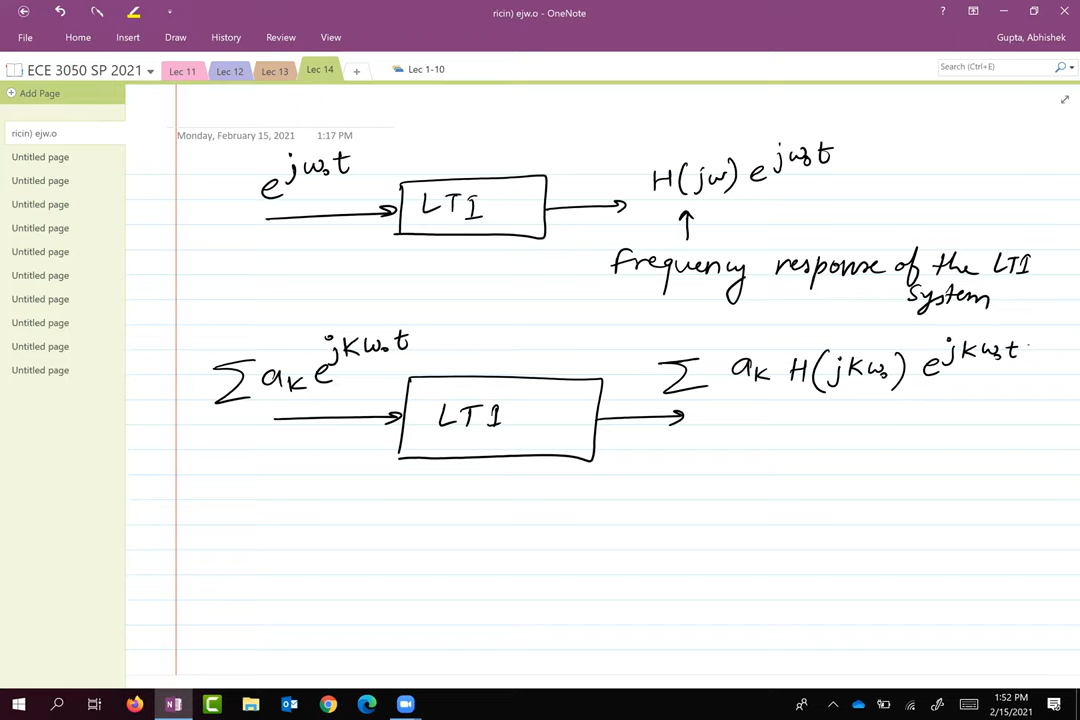 ricin) ejw.o - OneNote
File Home Insert Draw History Review View
Gupta, Abhishek
ECE 3050 SP 2021
Lec 11 Lec 12 Lec 13 Lec 14
Lec 1-10
Search (Ctrl+E)
Add Page
ricin) ejw.o
Untitled page
Untitled page
Untitled page
Untitled page
Untitled page
Untitled page
Untitled page
Untitled page
Untitled page
Untitled page
Monday, February 15, 2021 1:17 PM
e^{jω₀t}
LTI
H(jω) e^{jω₀t}
frequency response of the LTI
system
∑ a_K e^{jKω₀t}
LTI
∑ a_K H(jKω₀) e^{jKω₀t}
1:52 PM
2/15/2021